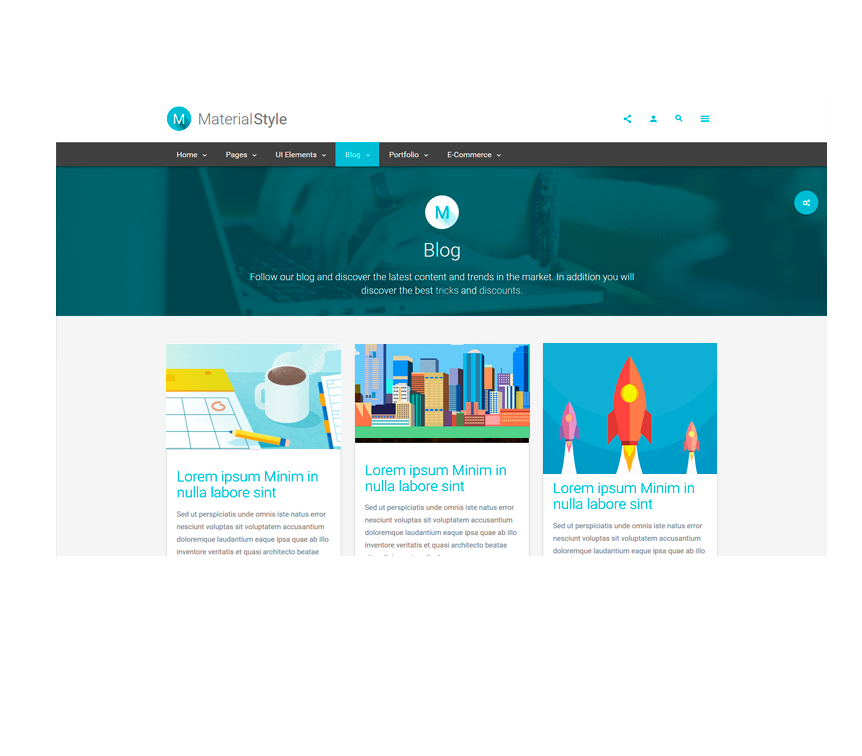 M MaterialStyle
Home Pages UI Elements Blog Portfolio E-Commerce
M
Blog
Follow our blog and discover the latest content and trends in the market. In addition you will
discover the best tricks and discounts.
Lorem ipsum Minim in
nulla labore sint
Sed ut perspiciatis unde omnis iste natus error
nesciunt voluptas sit voluptatem accusantium
doloremque laudantium eaque ipsa quae ab illo
inventore veritatis et quasi architecto beatae
Lorem ipsum Minim in
nulla labore sint
Sed ut perspiciatis unde omnis iste natus error
nesciunt voluptas sit voluptatem accusantium
doloremque laudantium eaque ipsa quae ab illo
inventore veritatis et quasi architecto beatae
Lorem ipsum Minim in
nulla labore sint
Sed ut perspiciatis unde omnis iste natus error
nesciunt voluptas sit voluptatem accusantium
doloremque laudantium eaque ipsa quae ab illo